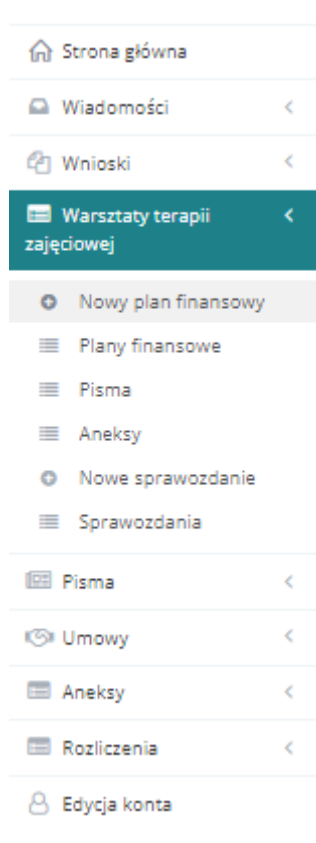 Strona główna
Wiadomości
Wnioski
Warsztaty terapii
zajęciowej
Nowy plan finansowy
Plany finansowe
Pisma
Aneksy
Nowe sprawozdanie
Sprawozdania
Pisma
Umowy
Aneksy
Rozliczenia
Edycja konta